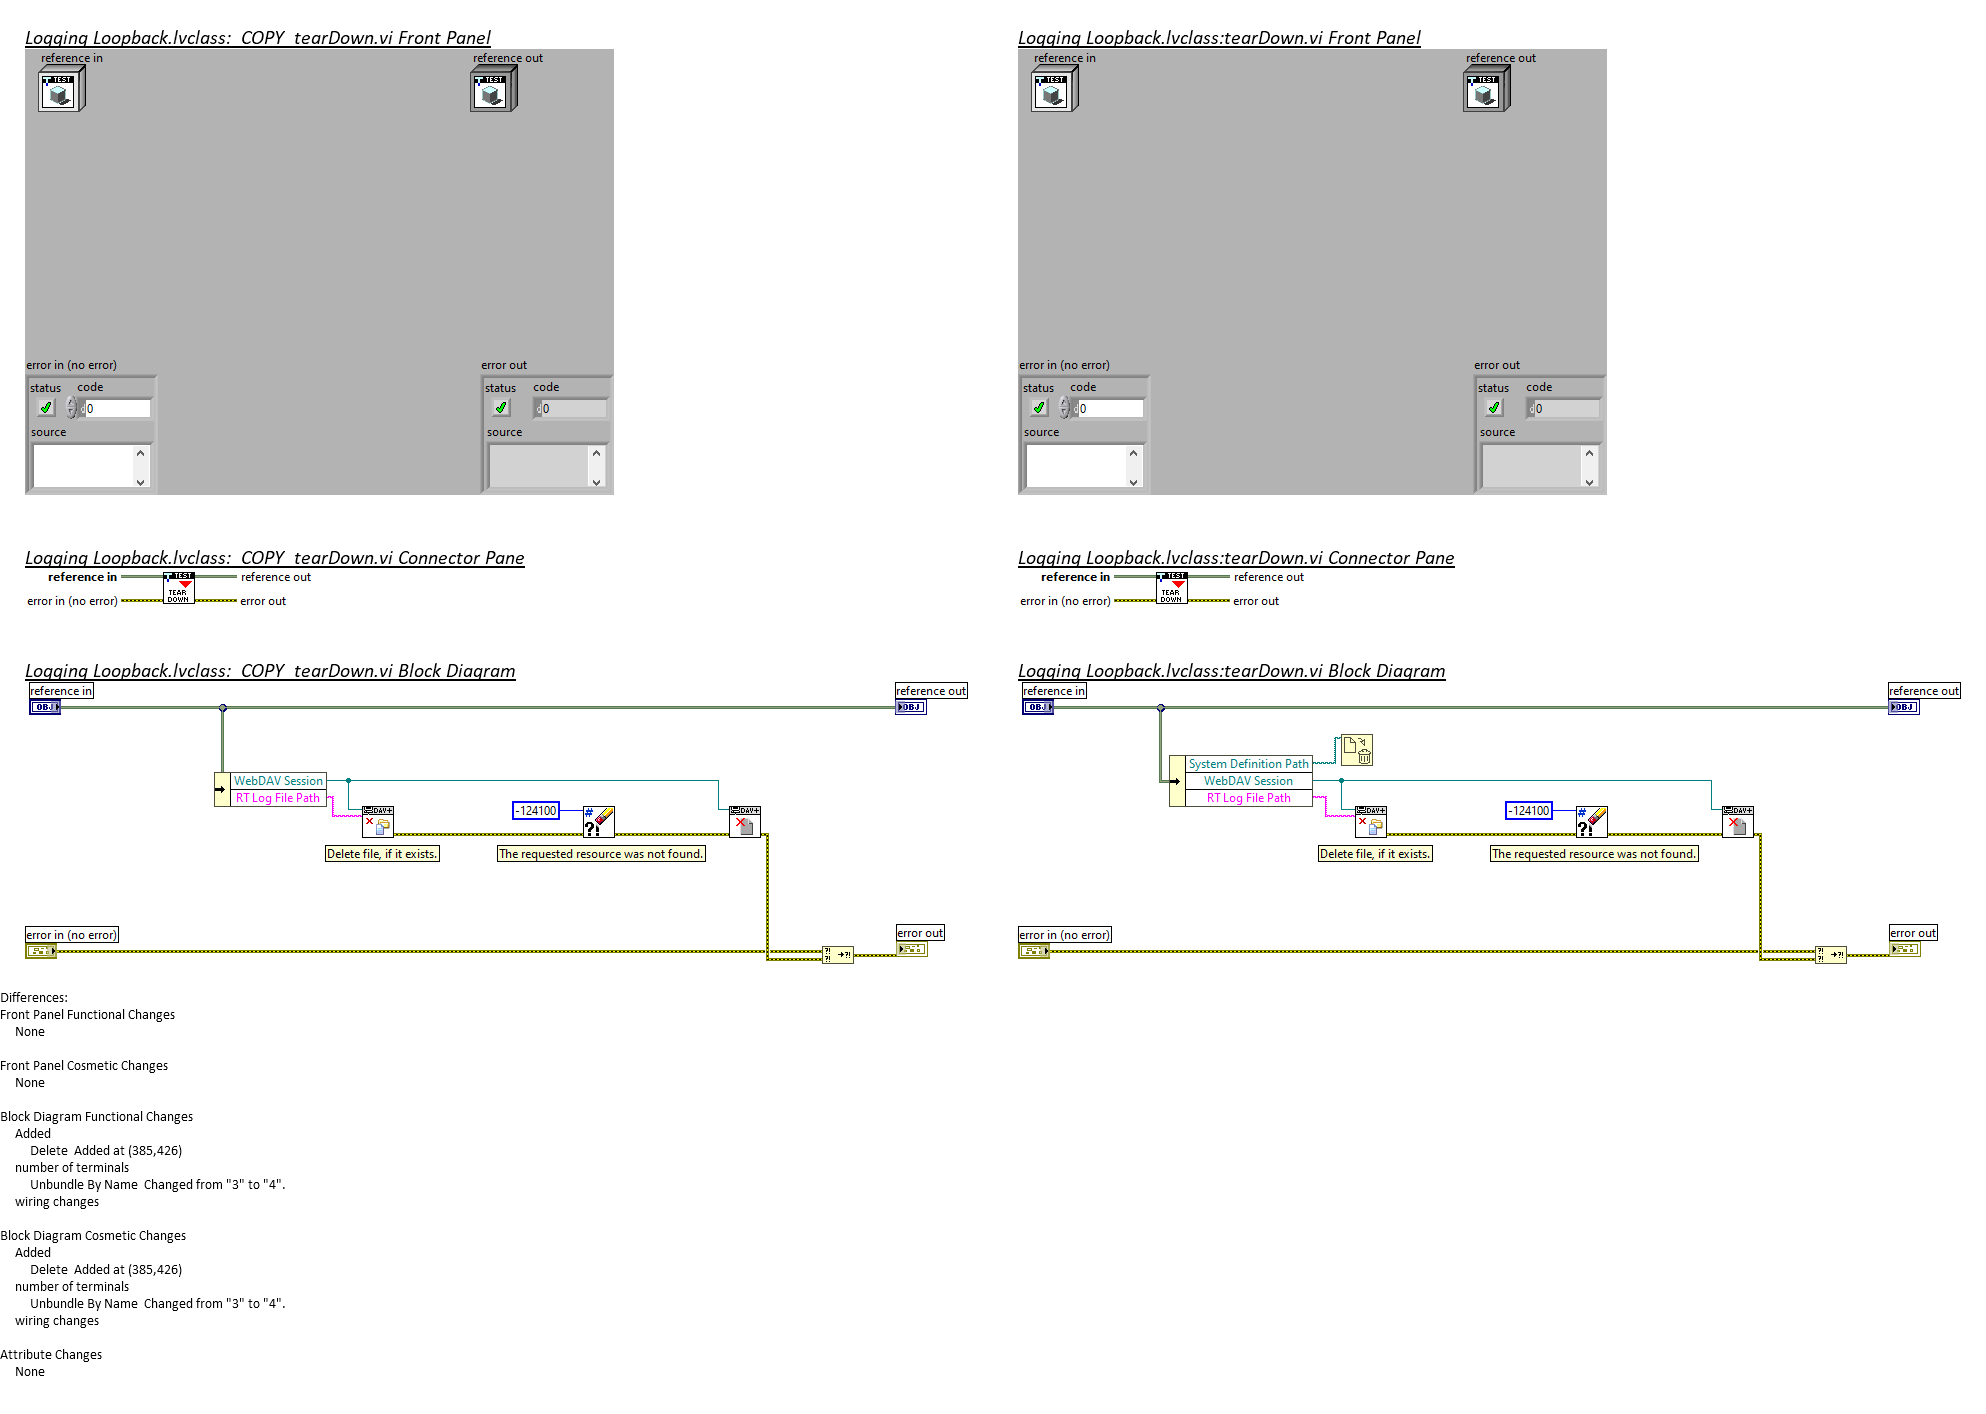 Logging Loopback.lvclass:_COPY_tearDown.vi Front Panel
reference in
reference out
TEST
TEST
error in (no error)
status
code
0
source
error out
status
code
0
source
Logging Loopback.lvclass:tearDown.vi Front Panel
reference in
reference out
TEST
TEST
error in (no error)
status
code
0
source
error out
status
code
0
source
Logging Loopback.lvclass:_COPY_tearDown.vi Connector Pane
reference in
reference out
TEST
TEAR
DOWN
error in (no error)
error out
Logging Loopback.lvclass:tearDown.vi Connector Pane
reference in
reference out
TEST
TEAR
DOWN
error in (no error)
error out
Logging Loopback.lvclass:_COPY_tearDown.vi Block Diagram
reference in
OBJ
reference out
OBJ
WebDAV Session
RT Log File Path
DAV+
-124100
#
?!
DAV+
Delete file, if it exists.
The requested resource was not found.
error in (no error)
error out
?!
?!
?!
Logging Loopback.lvclass:tearDown.vi Block Diagram
reference in
OBJ
reference out
OBJ
System Definition Path
WebDAV Session
RT Log File Path
DAV+
-124100
#
?!
DAV+
Delete file, if it exists.
The requested resource was not found.
error in (no error)
error out
?!
?!
?!
Differences:
Front Panel Functional Changes
None
Front Panel Cosmetic Changes
None
Block Diagram Functional Changes
Added
Delete  Added at (385,426)
number of terminals
Unbundle By Name  Changed from "3" to "4".
wiring changes
Block Diagram Cosmetic Changes
Added
Delete  Added at (385,426)
number of terminals
Unbundle By Name  Changed from "3" to "4".
wiring changes
Attribute Changes
None